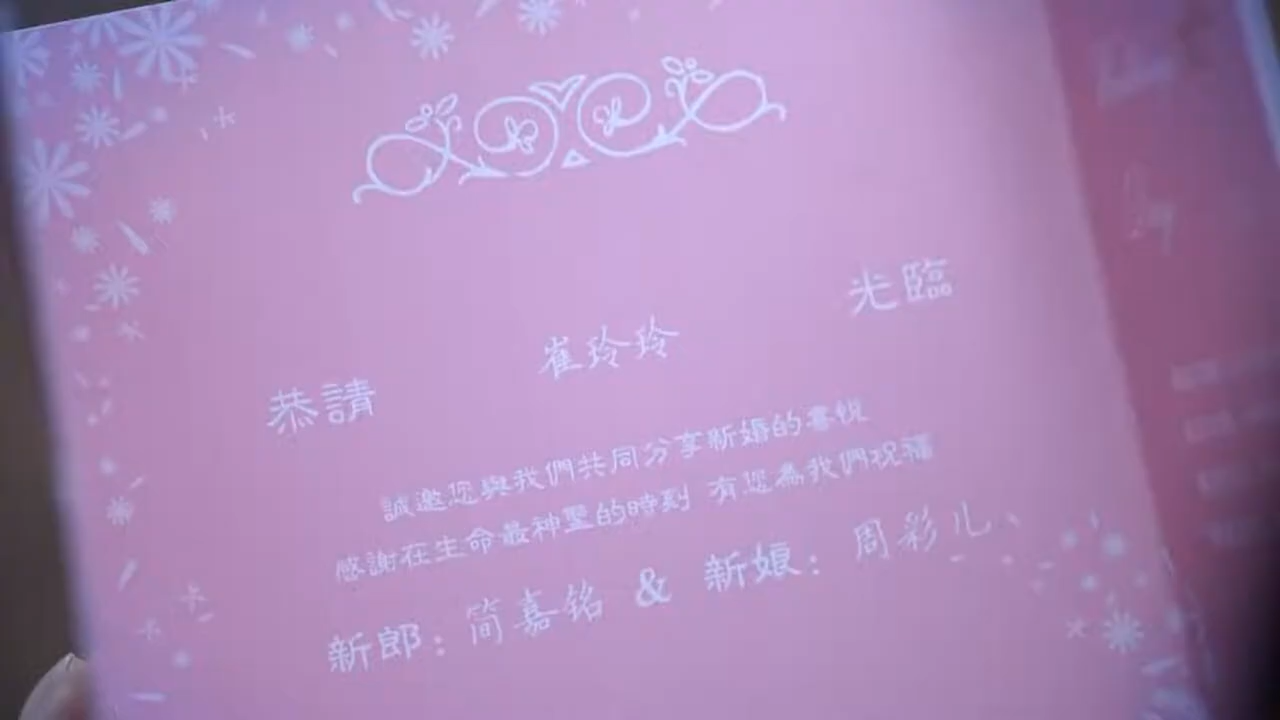 恭請 崔玲玲 光臨
誠邀您與我們共同分享新婚的喜悅
感謝在生命最神聖的時刻 有您為我們祝福
新郎：简嘉铭 & 新娘：周彩儿